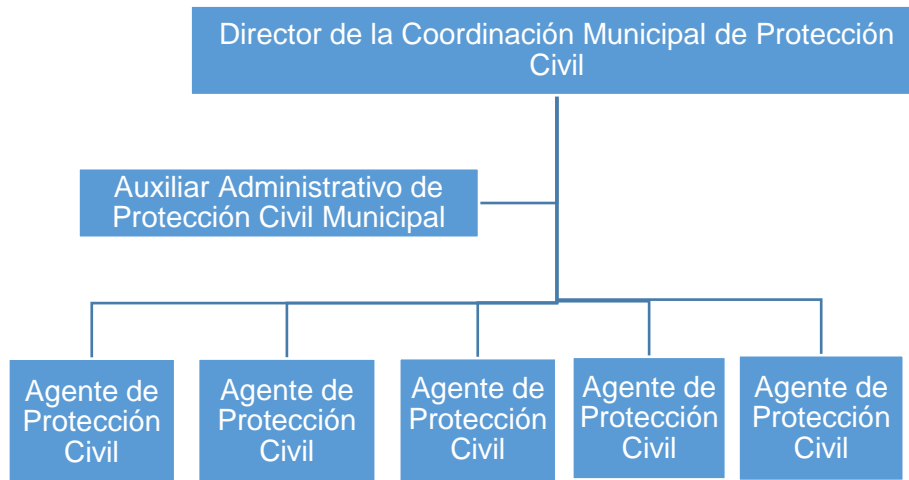 Director de la Coordinación Municipal de Protección
Civil
Auxiliar Administrativo de
Protección Civil Municipal
Agente de
Protección
Civil
Agente de
Protección
Civil
Agente de
Protección
Civil
Agente de
Protección
Civil
Agente de
Protección
Civil